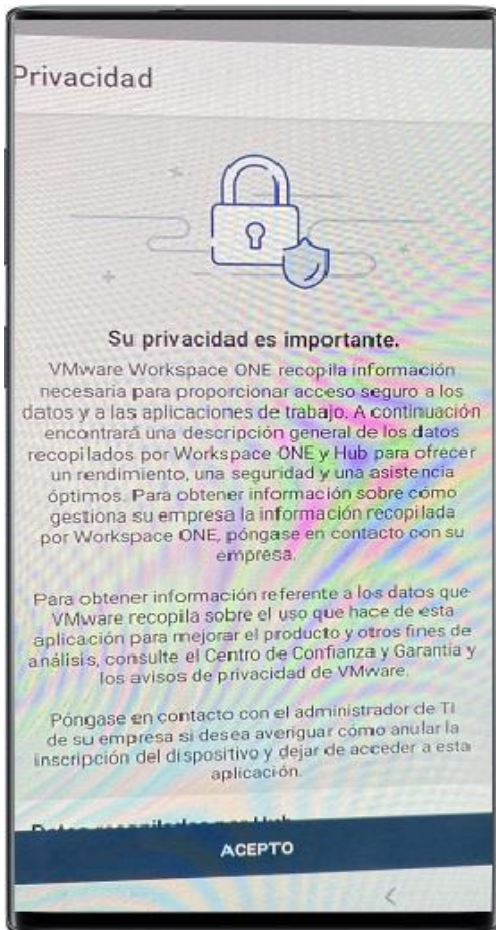 Privacidad
Su privacidad es importante.
VMware Workspace ONE recopila información
necesaria para proporcionar acceso seguro a los
datos y a las aplicaciones de trabajo. A continuación
encontrará una descripción general de los datos
recopilados por Workspace ONE y Hub para ofrecer
un rendimiento, una seguridad y una asistencia
óptimos. Para obtener información sobre cómo
gestiona su empresa la información recopilada
por Workspace ONE, póngase en contacto con su
empresa.
Para obtener información referente a los datos que
VMware recopila sobre el uso que hace de esta
aplicación para mejorar el producto y otros fines de
análisis, consulte el Centro de Confianza y Garantía y
los avisos de privacidad de VMware.
Póngase en contacto con el administrador de TI
de su empresa si desea averiguar cómo anular la
inscripción del dispositivo y dejar de acceder a esta
aplicación.
ACEPTO